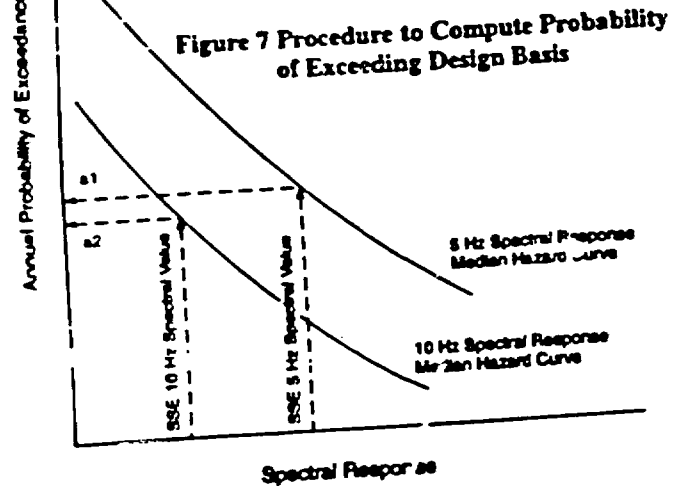 Figure 7 Procedure to Compute Probability
of Exceeding Design Basis
Annual Probability of Exceedance
a1
a2
SSE 10 Hz Spectral Value
SSE 5 Hz Spectral Value
5 Hz Spectral Response
Median Hazard Curve
10 Hz Spectral Response
Median Hazard Curve
Spectral Response